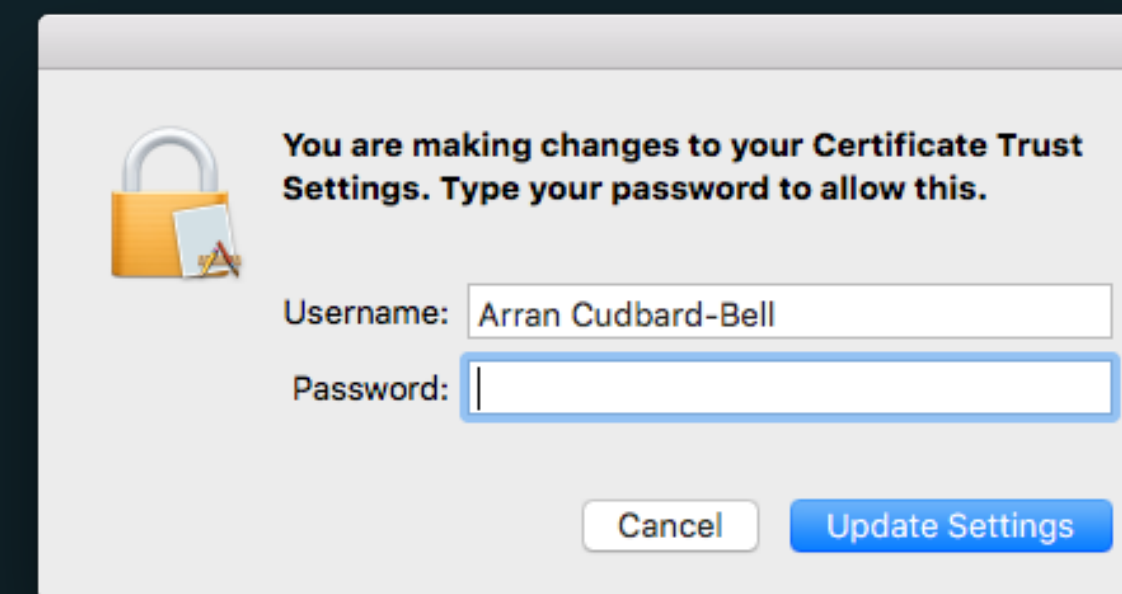 You are making changes to your Certificate Trust
Settings. Type your password to allow this.
Username: Arran Cudbard-Bell
Password:
Cancel Update Settings